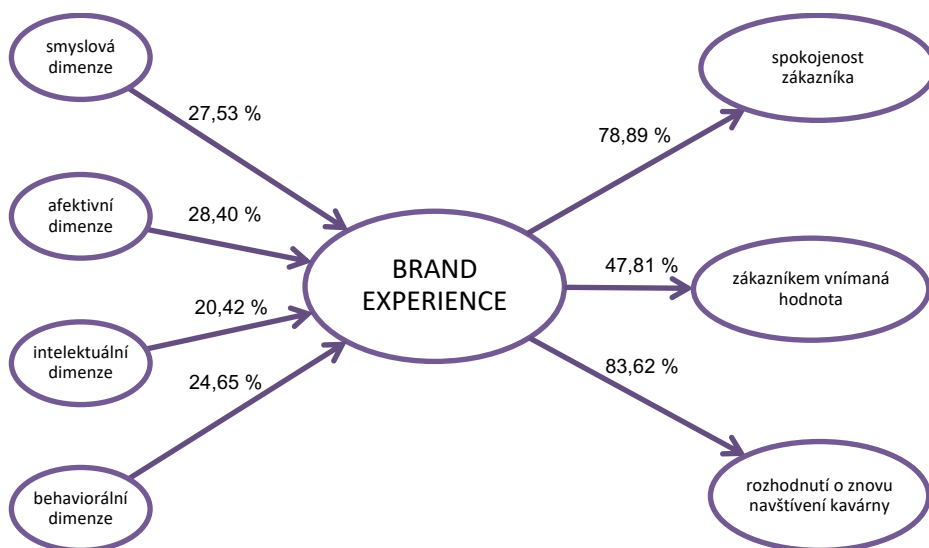 smyslová
dimenze
27,53 %
afektivní
dimenze
28,40 %
intelektuální
dimenze
20,42 %
behaviorální
dimenze
24,65 %
BRAND
EXPERIENCE
78,89 %
spokojenost
zákazníka
47,81 %
zákazníkem vnímaná
hodnota
83,62 %
rozhodnutí o znovu
navštívení kavárny